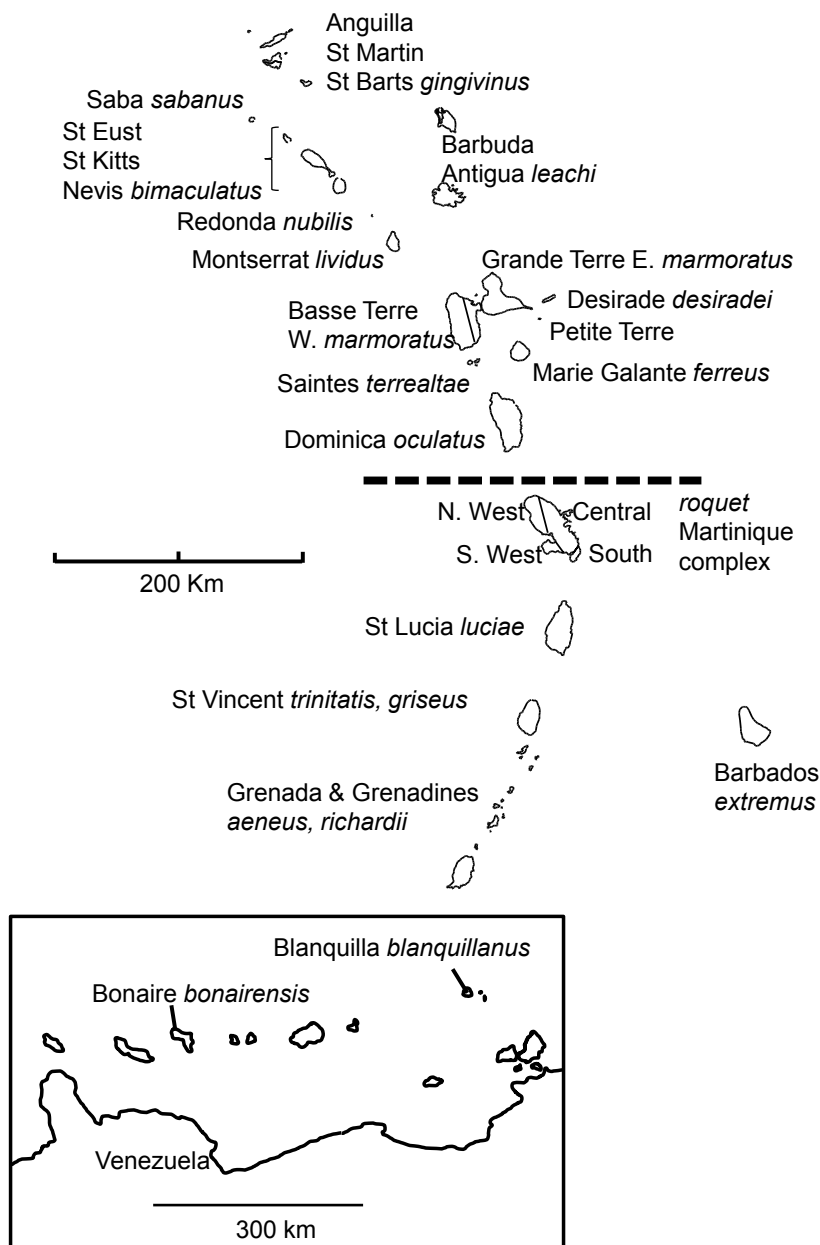 Anguilla
St Martin
St Barts gingivinus
Saba sabanus
St Eust
St Kitts
Nevis bimaculatus
Barbuda
Antigua leachi
Redonda nubilis
Montserrat lividus
Grande Terre E. marmoratus
Desirade desiradei
Basse Terre
W. marmoratus
Petite Terre
Marie Galante ferreus
Saintes terrealtae
Dominica oculatus
N. West
Central
S. West
South
roquet
Martinique
complex
200 Km
St Lucia luciae
St Vincent trinitatis, griseus
Barbados
extremus
Grenada & Grenadines
aeneus, richardii
Blanquilla blanquillanus
Bonaire bonairensis
Venezuela
300 km